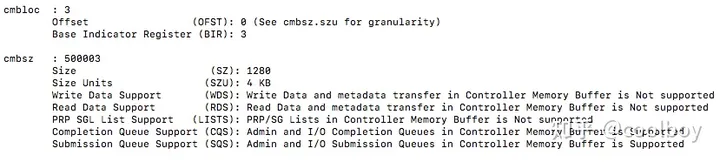 cmbloc : 3
Offset (OFST): 0 (See cmbsz.szu for granularity)
Base Indicator Register (BIR): 3
cmbsz : 500003
Size (SZ): 1280
Size Units (SZU): 4 KB
Write Data Support (WDS): Write Data and metadata transfer in Controller Memory Buffer is Not supported
Read Data Support (RDS): Read Data and metadata transfer in Controller Memory Buffer is Not supported
PRP SGL List Support (LISTS): PRP/SG Lists in Controller Memory Buffer is Not supported
Completion Queue Support (CQS): Admin and I/O Completion Queues in Controller Memory Buffer is Supported
Submission Queue Support (SQS): Admin and I/O Submission Queues in Controller Memory Buffer is Supported
知乎 @coolboy